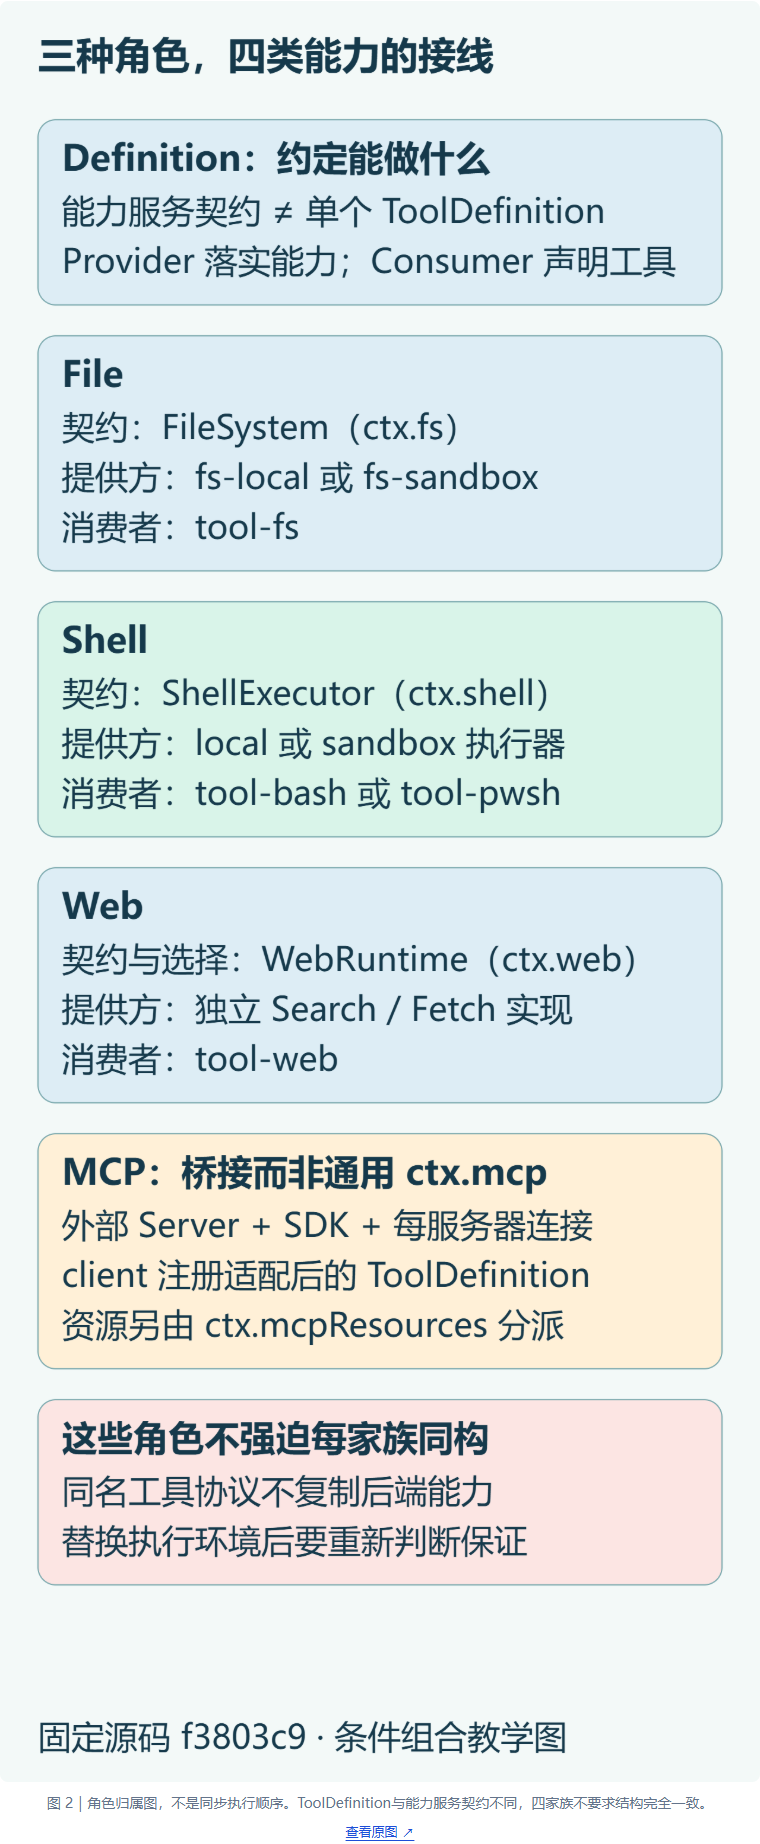 三种角色，四类能力的接线
Definition：约定能做什么
能力服务契约 ≠ 单个 ToolDefinition
Provider 落实能力；Consumer 声明工具
File
契约：FileSystem（ctx.fs）
提供方：fs-local 或 fs-sandbox
消费者：tool-fs
Shell
契约：ShellExecutor（ctx.shell）
提供方：local 或 sandbox 执行器
消费者：tool-bash 或 tool-pwsh
Web
契约与选择：WebRuntime（ctx.web）
提供方：独立 Search / Fetch 实现
消费者：tool-web
MCP：桥接而非通用 ctx.mcp
外部 Server + SDK + 每服务器连接
client 注册适配后的 ToolDefinition
资源另由 ctx.mcpResources 分派
这些角色不强迫每家族同构
同名工具协议不复制后端能力
替换执行环境后要重新判断保证
固定源码 f3803c9 · 条件组合教学图
图 2｜角色归属图，不是同步执行顺序。ToolDefinition与能力服务契约不同，四家族不要求结构完全一致。
查看原图 ↗